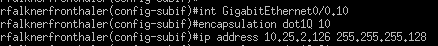 rfalknerfronthaler(config-subif)#int GigabitEthernet0/0.10
rfalknerfronthaler(config-subif)#encapsulation dot1Q 10
rfalknerfronthaler(config-subif)#ip address 10.25.2.126 255.255.255.128